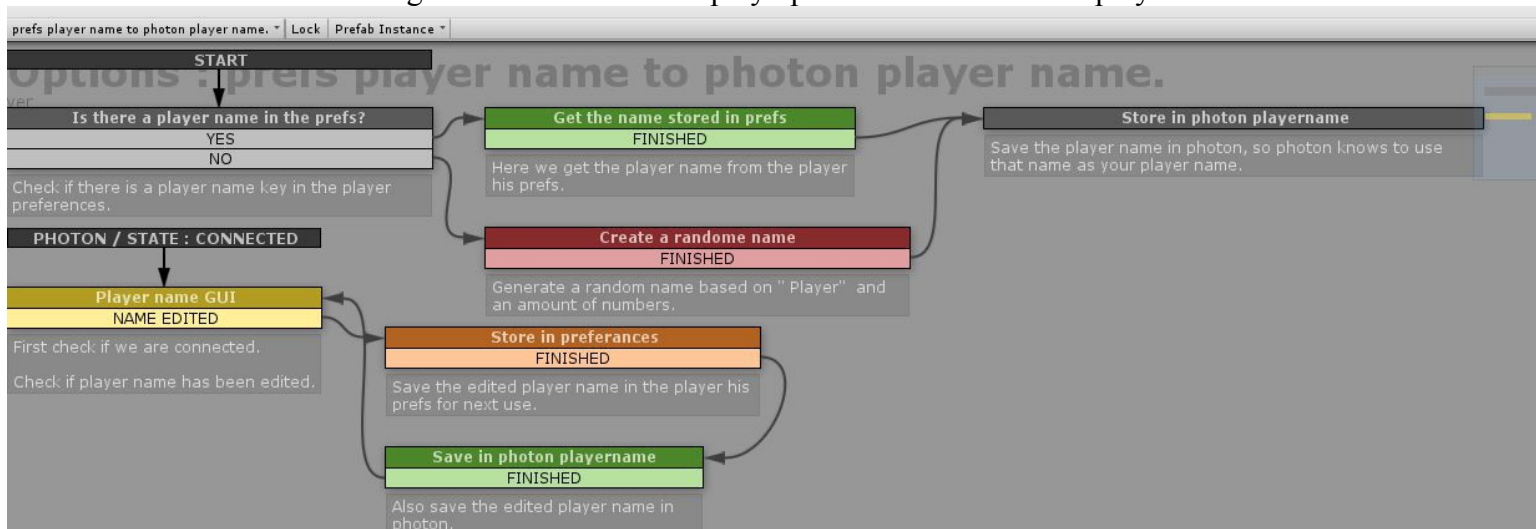 prefs player name to photon player name. Lock Prefab Instance
START
Options : prefs player name to photon player name.
Is there a player name in the prefs?
YES
NO
Check if there is a player name key in the player
preferences.
Get the name stored in prefs
FINISHED
Here we get the player name from the player
his prefs.
Store in photon playername
Save the player name in photon, so photon knows to use
that name as your player name.
Create a randome name
FINISHED
Generate a random name based on " Player" and
an amount of numbers.
PHOTON / STATE : CONNECTED
Player name GUI
NAME EDITED
First check if we are connected.
Check if player name has been edited.
Store in preferances
FINISHED
Save the edited player name in the player his
prefs for next use.
Save in photon playername
FINISHED
Also save the edited player name in
photon.